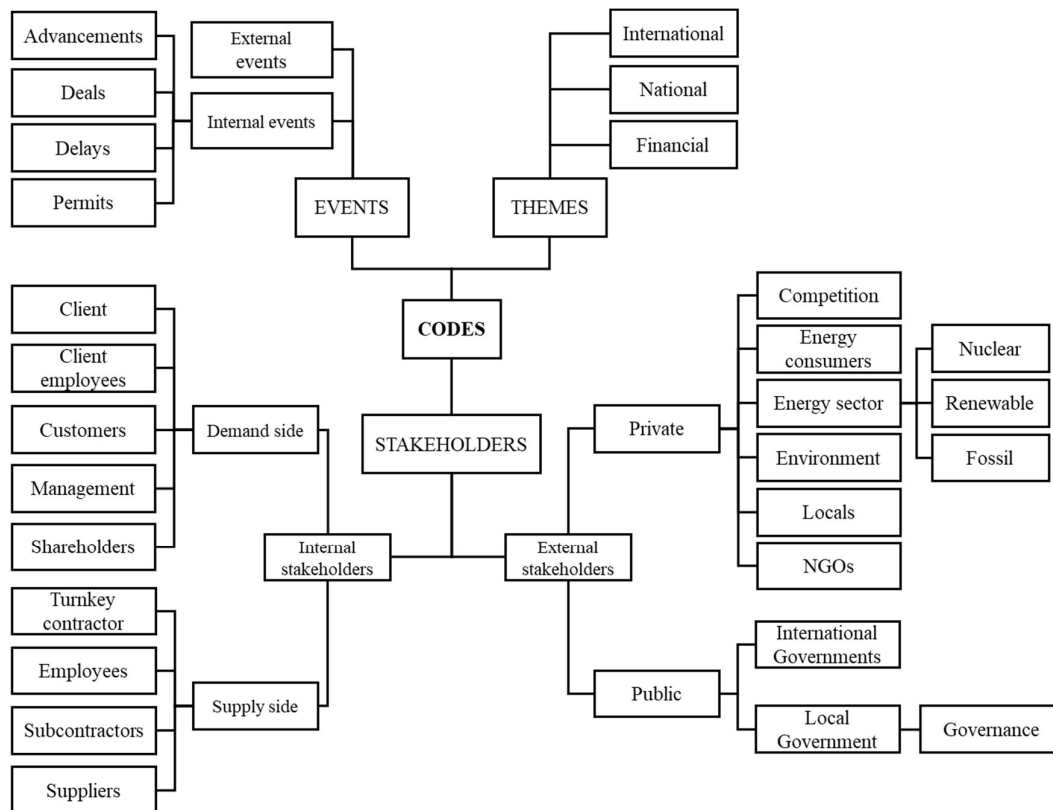 Advancements
Deals
Delays
Permits
External
events
Internal events
EVENTS
International
National
Financial
THEMES
CODES
STAKEHOLDERS
Client
Client
employees
Customers
Management
Shareholders
Demand side
Internal
stakeholders
Turnkey
contractor
Employees
Subcontractors
Suppliers
Supply side
External
stakeholders
Private
Competition
Energy
consumers
Energy sector
Environment
Locals
NGOs
Nuclear
Renewable
Fossil
Public
International
Governments
Local
Government
Governance